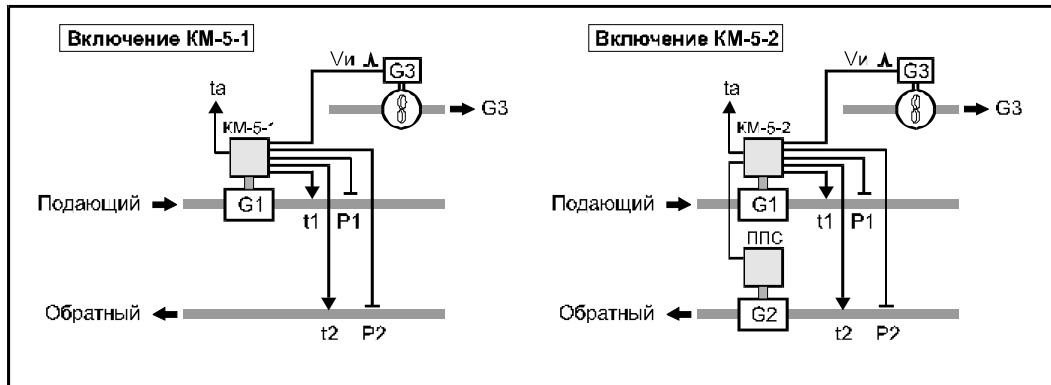 Включение КМ-5-1
Vи
G3
ta
G3
КМ-5-1
Подающий
G1
t1
P1
Обратный
t2
P2
Включение КМ-5-2
Vи
G3
ta
G3
КМ-5-2
Подающий
G1
t1
P1
ППС
Обратный
G2
t2
P2